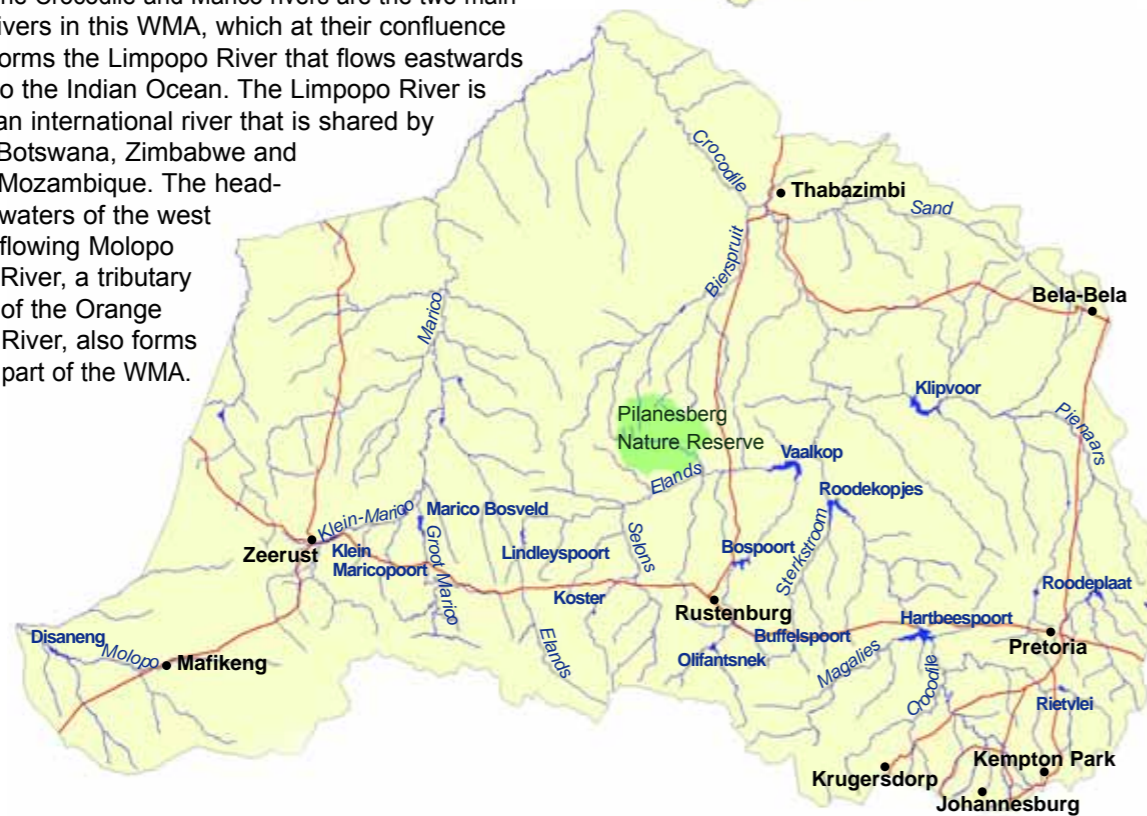 The Crocodile and Marico rivers are the two main
ivers in this WMA, which at their confluence
orms the Limpopo River that flows eastwards
o the Indian Ocean. The Limpopo River is
an international river that is shared by
Botswana, Zimbabwe and
Mozambique. The head-
waters of the west
flowing Molopo
River, a tributary
of the Orange
River, also forms
part of the WMA.
Crocodile
Thabazimbi
Sand
Bierspruit
Bela-Bela
Marico
Klipvoor
Pilanesberg
Nature Reserve
Pienaars
Vaalkop
Elands
Roodekopjes
Klein-Marico
Marico Bosveld
Zeerust
Klein
Maricopoort
Groot Marico
Lindleyspoort
Selons
Bospoort
Sterkstroom
Koster
Rustenburg
Roodeplaat
Hartbeespoort
Buffelspoort
Pretoria
Disaneng
Molopo
Mafikeng
Elands
Olifantsnek
Magalies
Crocodile
Rietvlei
Kempton Park
Krugersdorp
Johannesburg